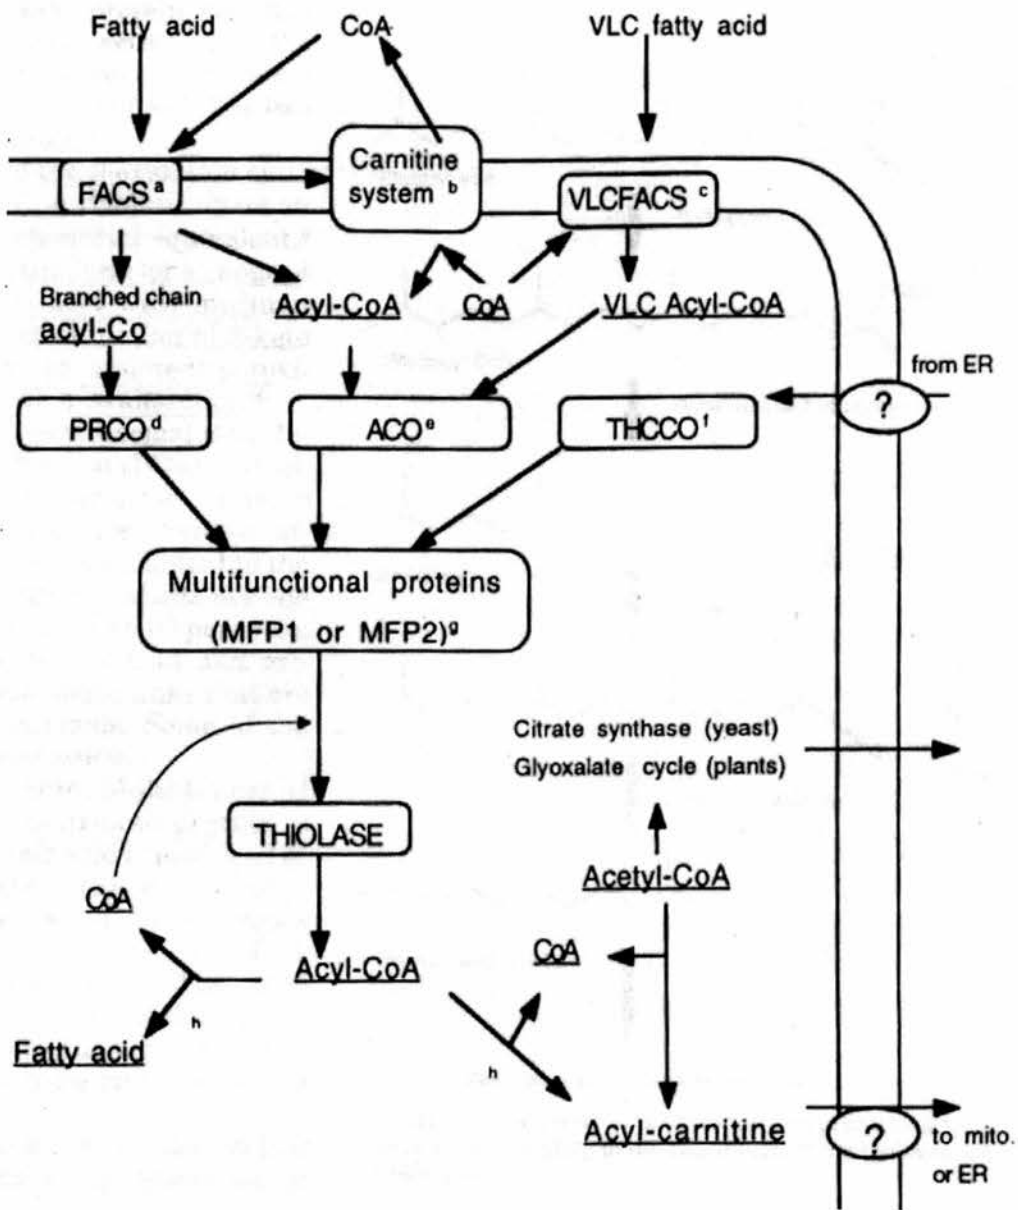 Fatty acid
CoA
VLC fatty acid
FACS a
Carnitine
system b
VLCFACS c
Branched chain
acyl-Co
Acyl-CoA
CoA
VLC Acyl-CoA
from ER
?
PRCO d
ACO e
THCCO f
Multifunctional proteins
(MFP1 or MFP2) g
Citrate synthase (yeast)
Glyoxalate cycle (plants)
THIOLASE
Acetyl-CoA
CoA
CoA
Acyl-CoA
h
Fatty acid
h
Acyl-carnitine
?
to mito.
or ER